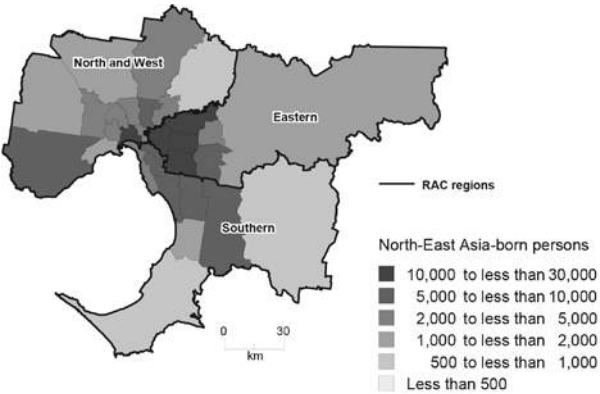 North and West
Eastern
RAC regions
Southern
North-East Asia-born persons
10,000 to less than 30,000
5,000 to less than 10,000
2,000 to less than 5,000
1,000 to less than 2,000
500 to less than 1,000
Less than 500
0 30
km